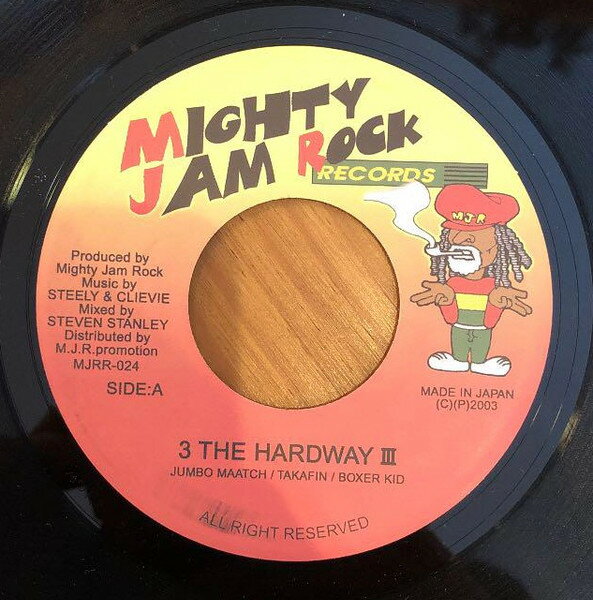 MIGHTY
JAM ROCK
RECORDS
MJR
Produced by
Mighty Jam Rock
Music by
STEELY & CLIEVIE
Mixed by
STEVEN STANLEY
Distributed by
M.J.R.promotion
MJRR-024
SIDE:A
MADE IN JAPAN
(C)(P)2003
3 THE HARDWAY III
JUMBO MAATCH / TAKAFIN / BOXER KID
ALL RIGHT RESERVED